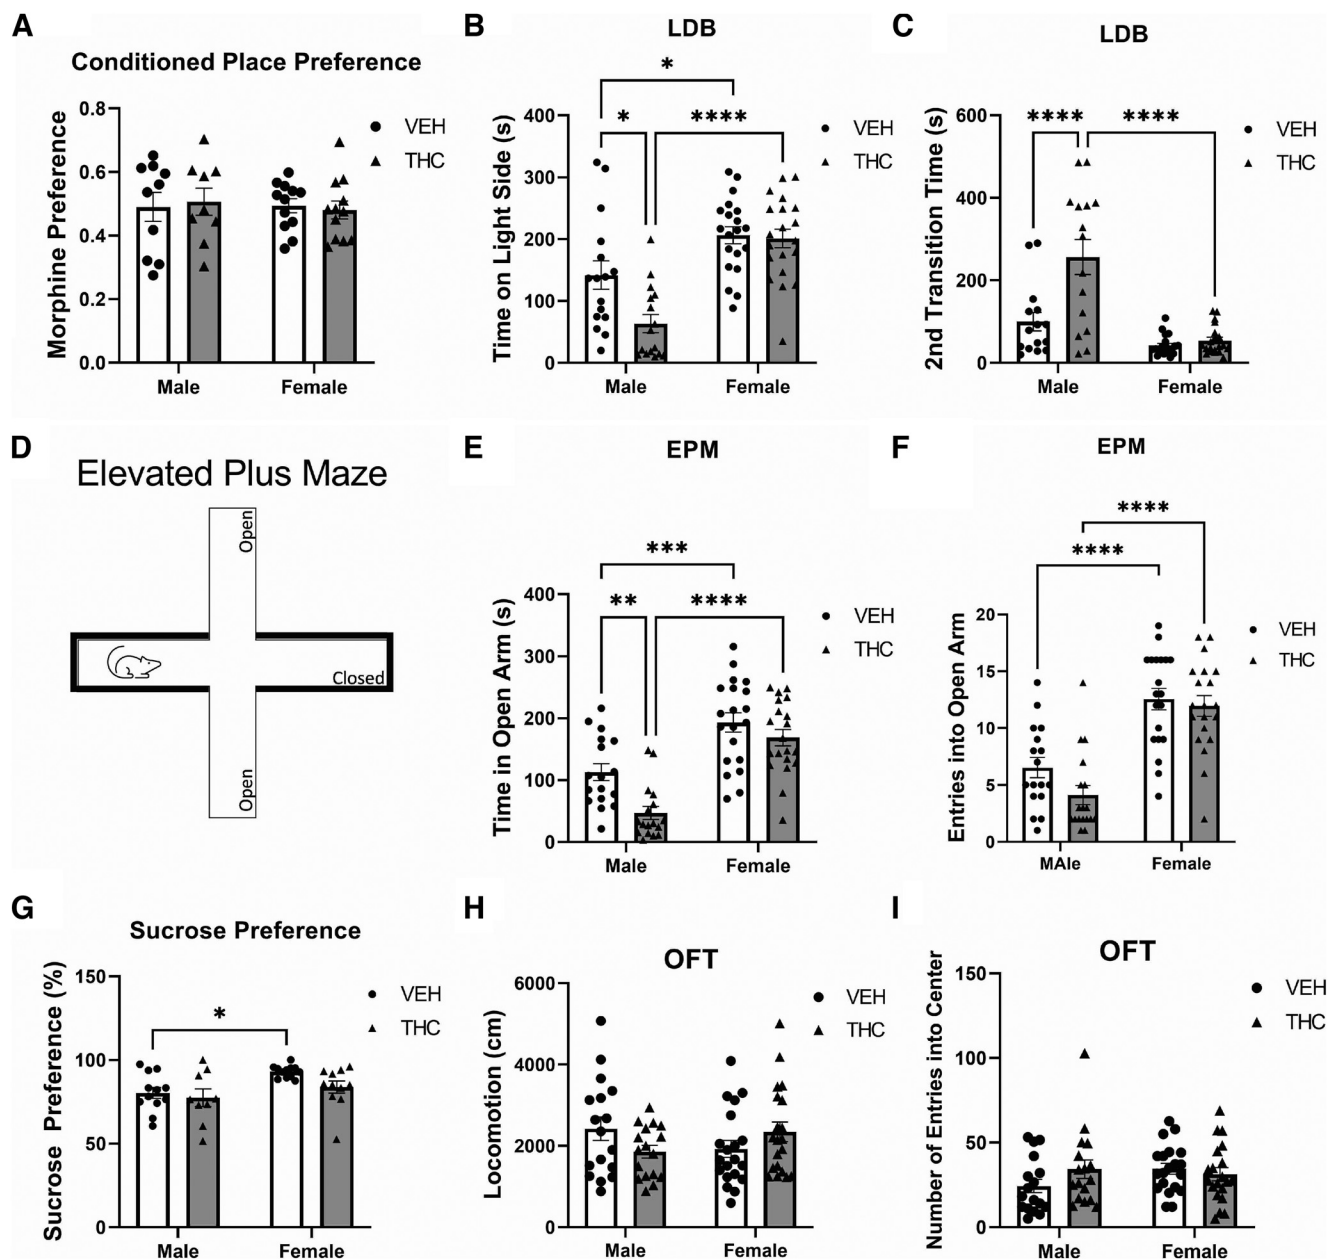 A
Conditioned Place Preference
Morphine Preference
0.8
0.6
0.4
0.2
0.0
VEH
THC
Male
Female
B
LDB
*
*
****
Time on Light Side (s)
400
300
200
100
0
VEH
THC
Male
Female
C
LDB
****
****
2nd Transition Time (s)
600
400
200
0
VEH
THC
Male
Female
D
Elevated Plus Maze
Open
Closed
Open
E
EPM
***
**
****
Time in Open Arm (s)
400
300
200
100
0
VEH
THC
Male
Female
F
EPM
****
****
Entries into Open Arm
20
15
10
5
0
VEH
THC
MAle
Female
G
Sucrose Preference
*
Sucrose Preference (%)
150
100
50
0
VEH
THC
Male
Female
H
OFT
Locomotion (cm)
6000
4000
2000
0
VEH
THC
Male
Female
I
OFT
Number of Entries into Center
150
100
50
0
VEH
THC
Male
Female